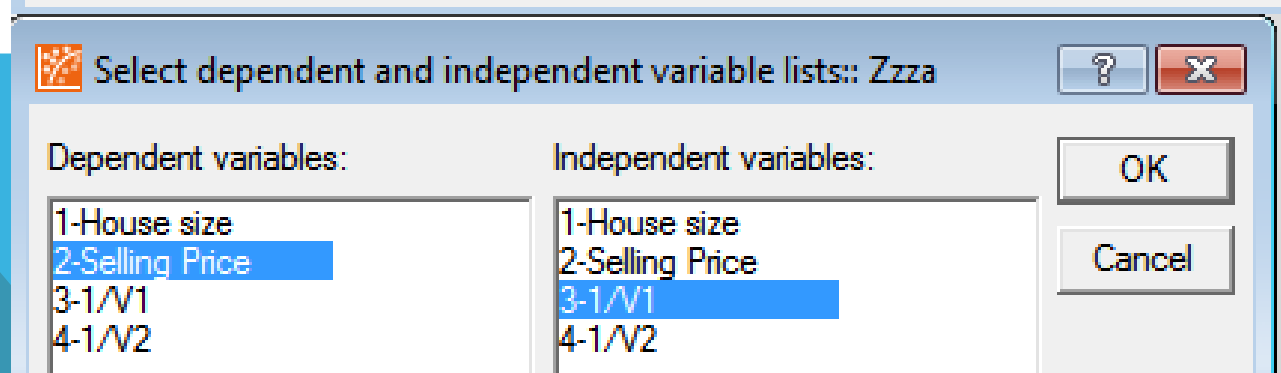 Select dependent and independent variable lists:: Zzza
Dependent variables:
1-House size
2-Selling Price
3-1/V1
4-1/V2
Independent variables:
1-House size
2-Selling Price
3-1/V1
4-1/V2
OK
Cancel